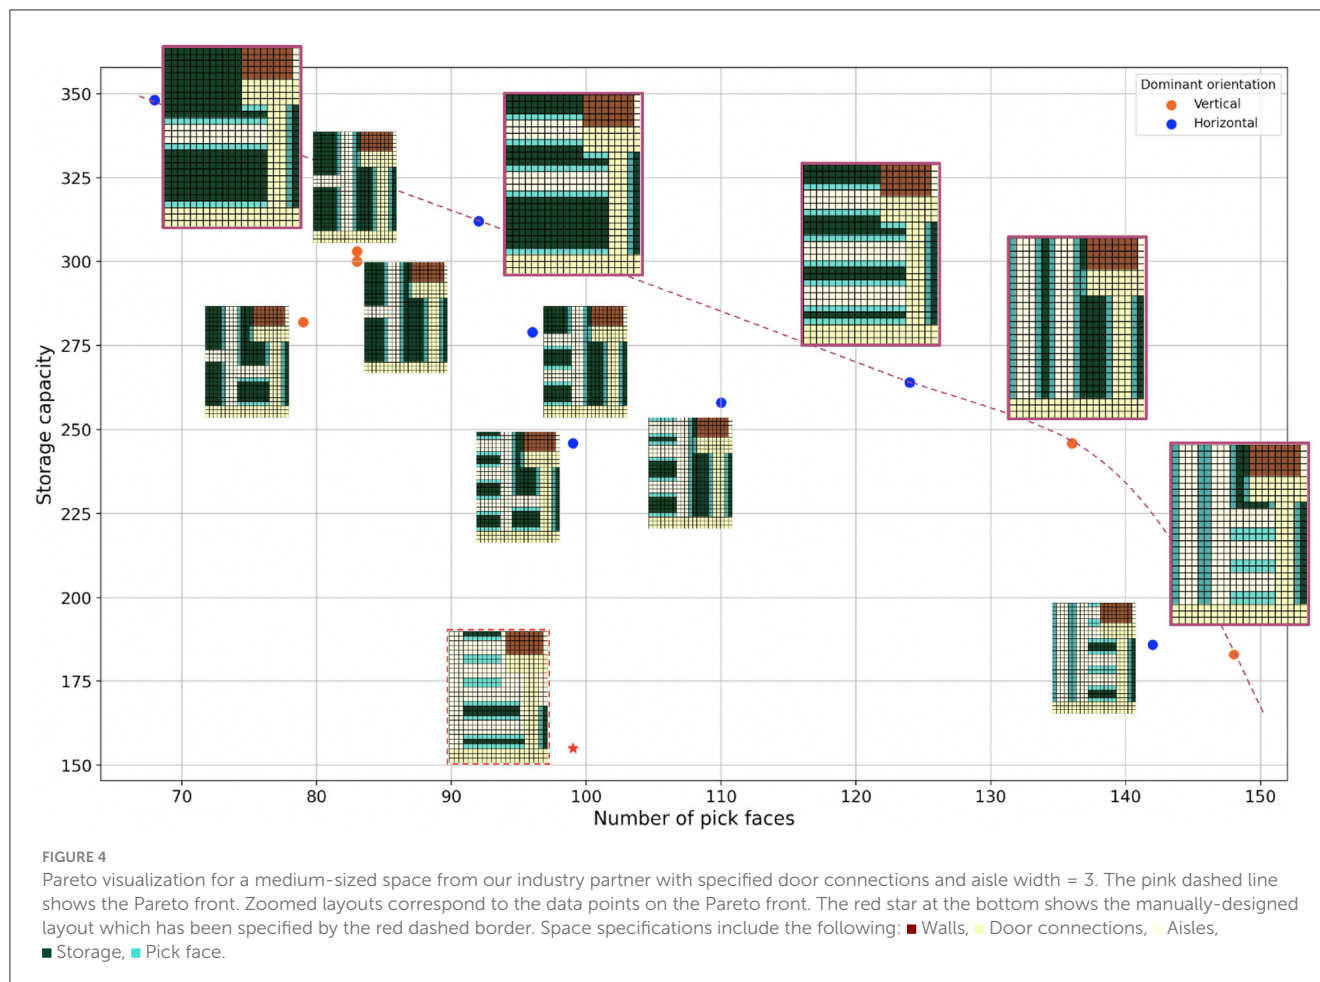 350
325
300
275
250
225
200
175
150
Storage capacity
Dominant orientation
Vertical
Horizontal
70 80 90 100 110 120 130 140 150
Number of pick faces
FIGURE 4
Pareto visualization for a medium-sized space from our industry partner with specified door connections and aisle width = 3. The pink dashed line
shows the Pareto front. Zoomed layouts correspond to the data points on the Pareto front. The red star at the bottom shows the manually-designed
layout which has been specified by the red dashed border. Space specifications include the following: ■ Walls, ■ Door connections, ■ Aisles,
■ Storage, ■ Pick face.